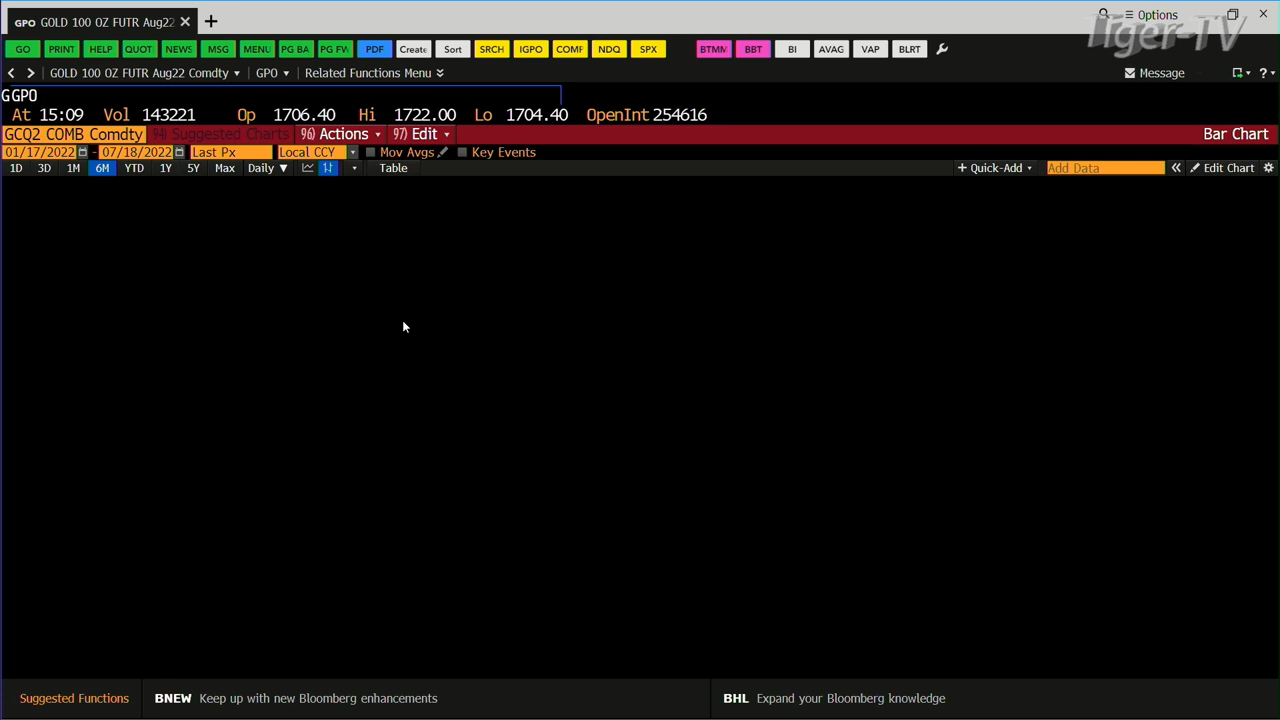 GPO GOLD 100 OZ FUTR Aug22
Options
Tiger-TV
GO PRINT HELP QUOT NEWS MSG MENU PG BA PG FW PDF Create Sort SRCH IGPO COMF NDQ SPX BTMM BBT BI AVAG VAP BLRT
GOLD 100 OZ FUTR Aug22 Comdty GPO Related Functions Menu Message
GGPO
At 15:09 Vol 143221 Op 1706.40 Hi 1722.00 Lo 1704.40 OpenInt 254616
GCQ2 COMB Comdty 94) Suggested Charts 96) Actions 97) Edit Bar Chart
01/17/2022 - 07/18/2022 Last Px Local CCY Mov Avgs Key Events
1D 3D 1M 6M YTD 1Y 5Y Max Daily ▼ Table + Quick-Add Add Data « Edit Chart
Suggested Functions BNEW Keep up with new Bloomberg enhancements BHL Expand your Bloomberg knowledge